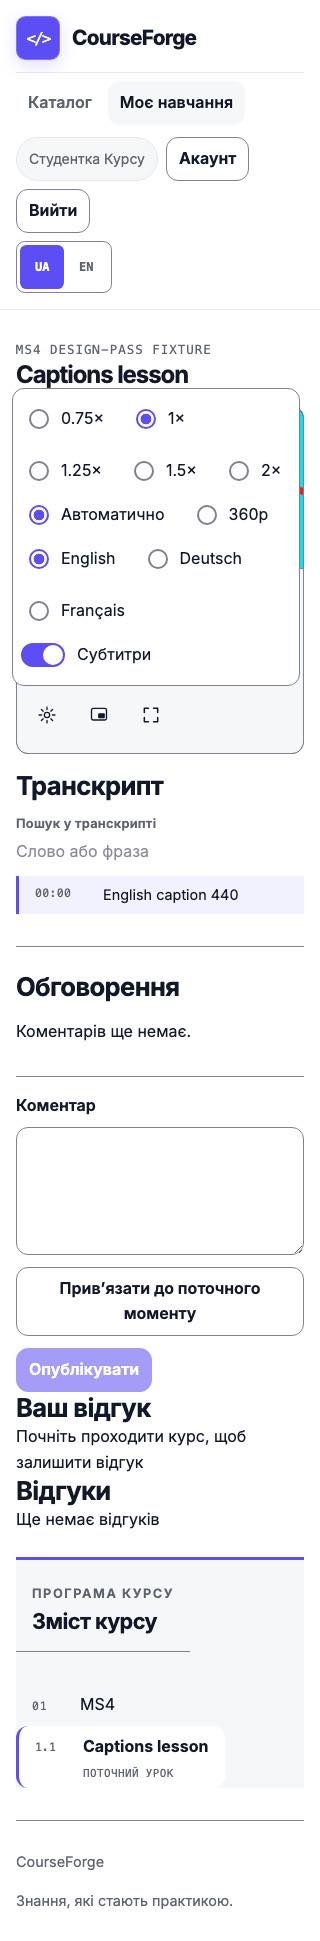 </> CourseForge
Каталог Моє навчання
Студентка Курсу Акаунт
Вийти
UA EN
MS4 DESIGN-PASS FIXTURE
Captions lesson
0.75× 1×
1.25× 1.5× 2×
Автоматично 360p
English Deutsch
Français
Субтитри
Транскрипт
Пошук у транскрипті
Слово або фраза
00:00 English caption 440
Обговорення
Коментарів ще немає.
Коментар
Прив’язати до поточного
моменту
Опублікувати
Ваш відгук
Почніть проходити курс, щоб
залишити відгук
Відгуки
Ще немає відгуків
ПРОГРАМА КУРСУ
Зміст курсу
01 MS4
1.1 Captions lesson
ПОТОЧНИЙ УРОК
CourseForge
Знання, які стають практикою.